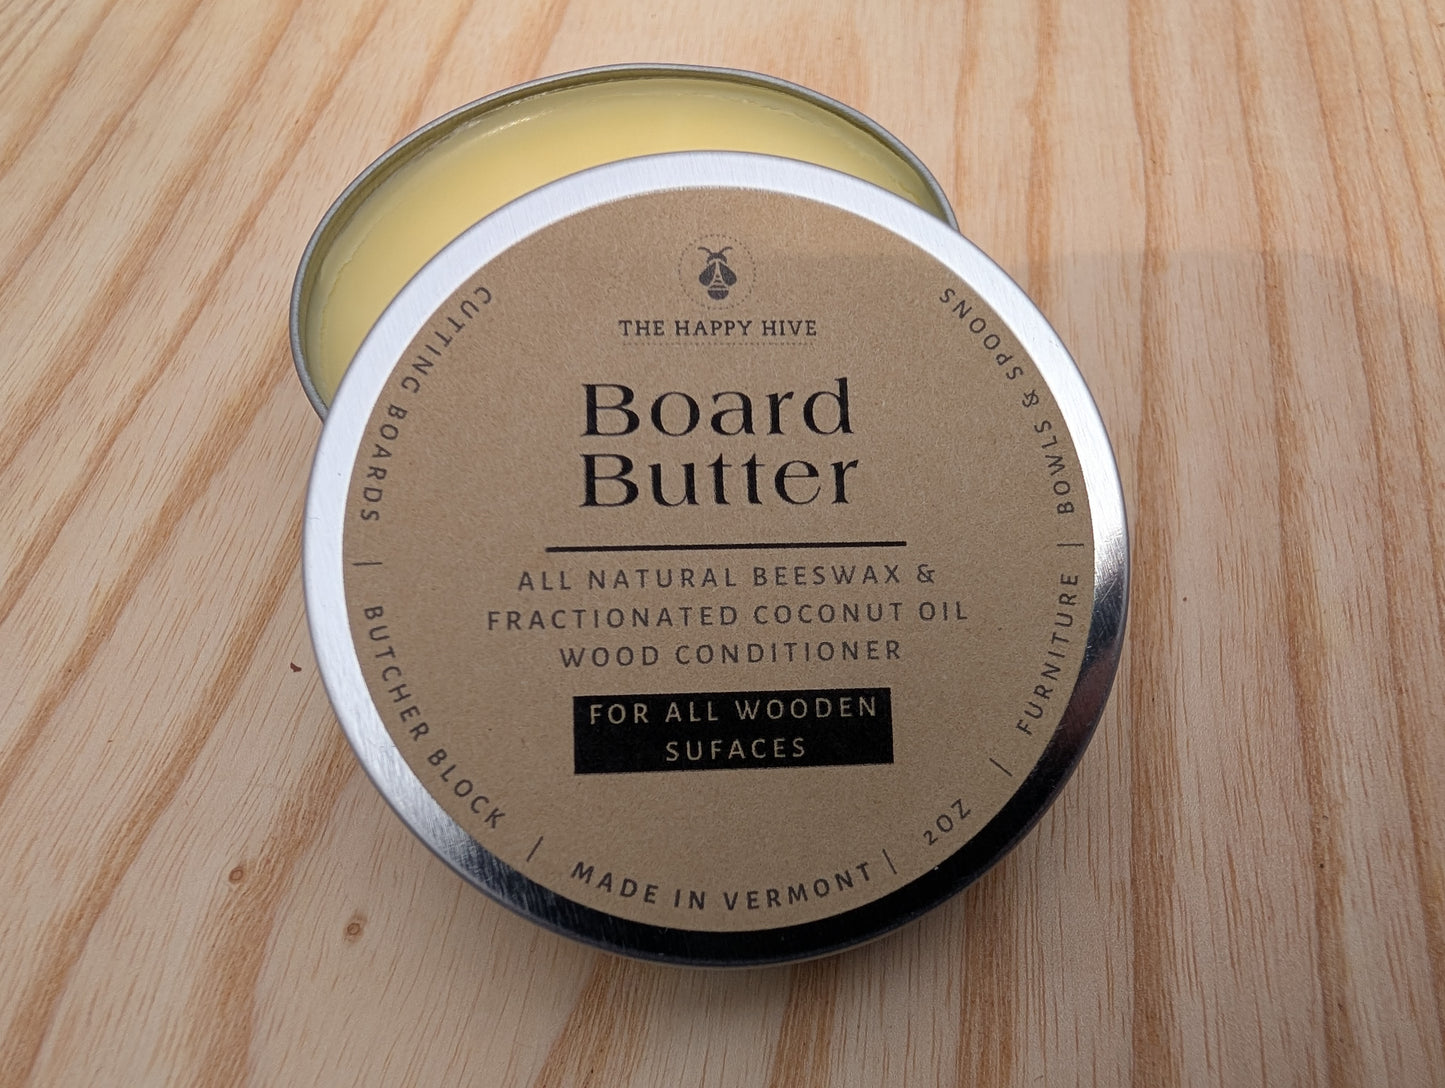 THE HAPPY HIVE
Board
Butter
ALL NATURAL BEESWAX &
FRACTIONATED COCONUT OIL
WOOD CONDITIONER
FOR ALL WOODEN
SUFACES
CUTTING BOARDS | BUTCHER BLOCK | MADE IN VERMONT | 2OZ | FURNITURE | BOWLS & SPOONS